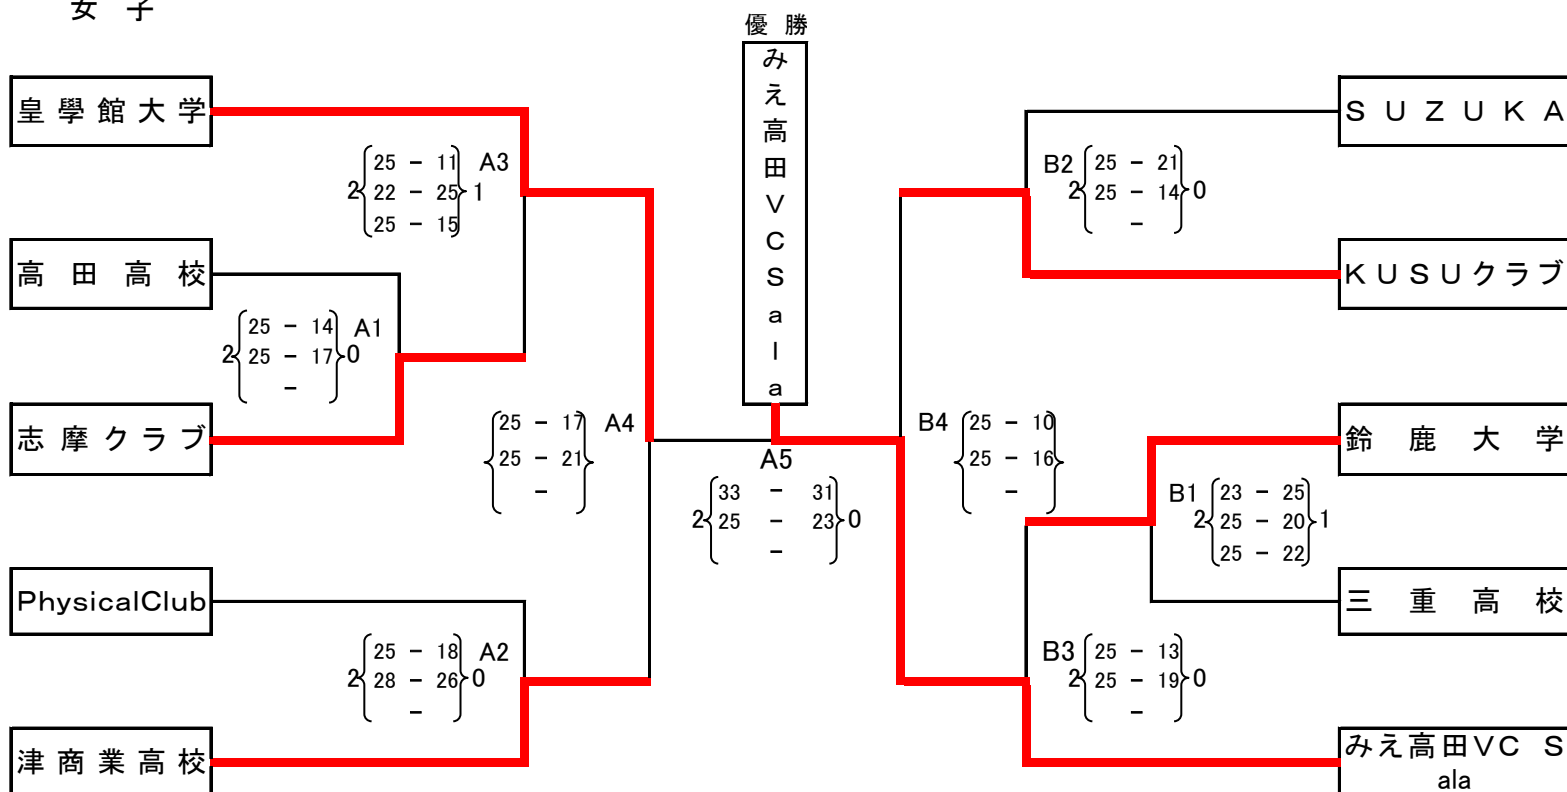 女 子
優 勝
みえ高田VCSala
皇學館大学
高田高校
志摩クラブ
PhysicalClub
津商業高校
SUZUKA
KUSUクラブ
鈴鹿大学
三重高校
みえ高田VC S
ala
A3
25 - 11
2 22 - 25 1
25 - 15
A1
25 - 14
2 25 - 17 0
-
A4
25 - 17
25 - 21
-
A2
25 - 18
2 28 - 26 0
-
A5
33 - 31
2 25 - 23 0
-
B2
25 - 21
2 25 - 14 0
-
B4
25 - 10
25 - 16
-
B1
23 - 25
2 25 - 20 1
25 - 22
B3
25 - 13
2 25 - 19 0
-